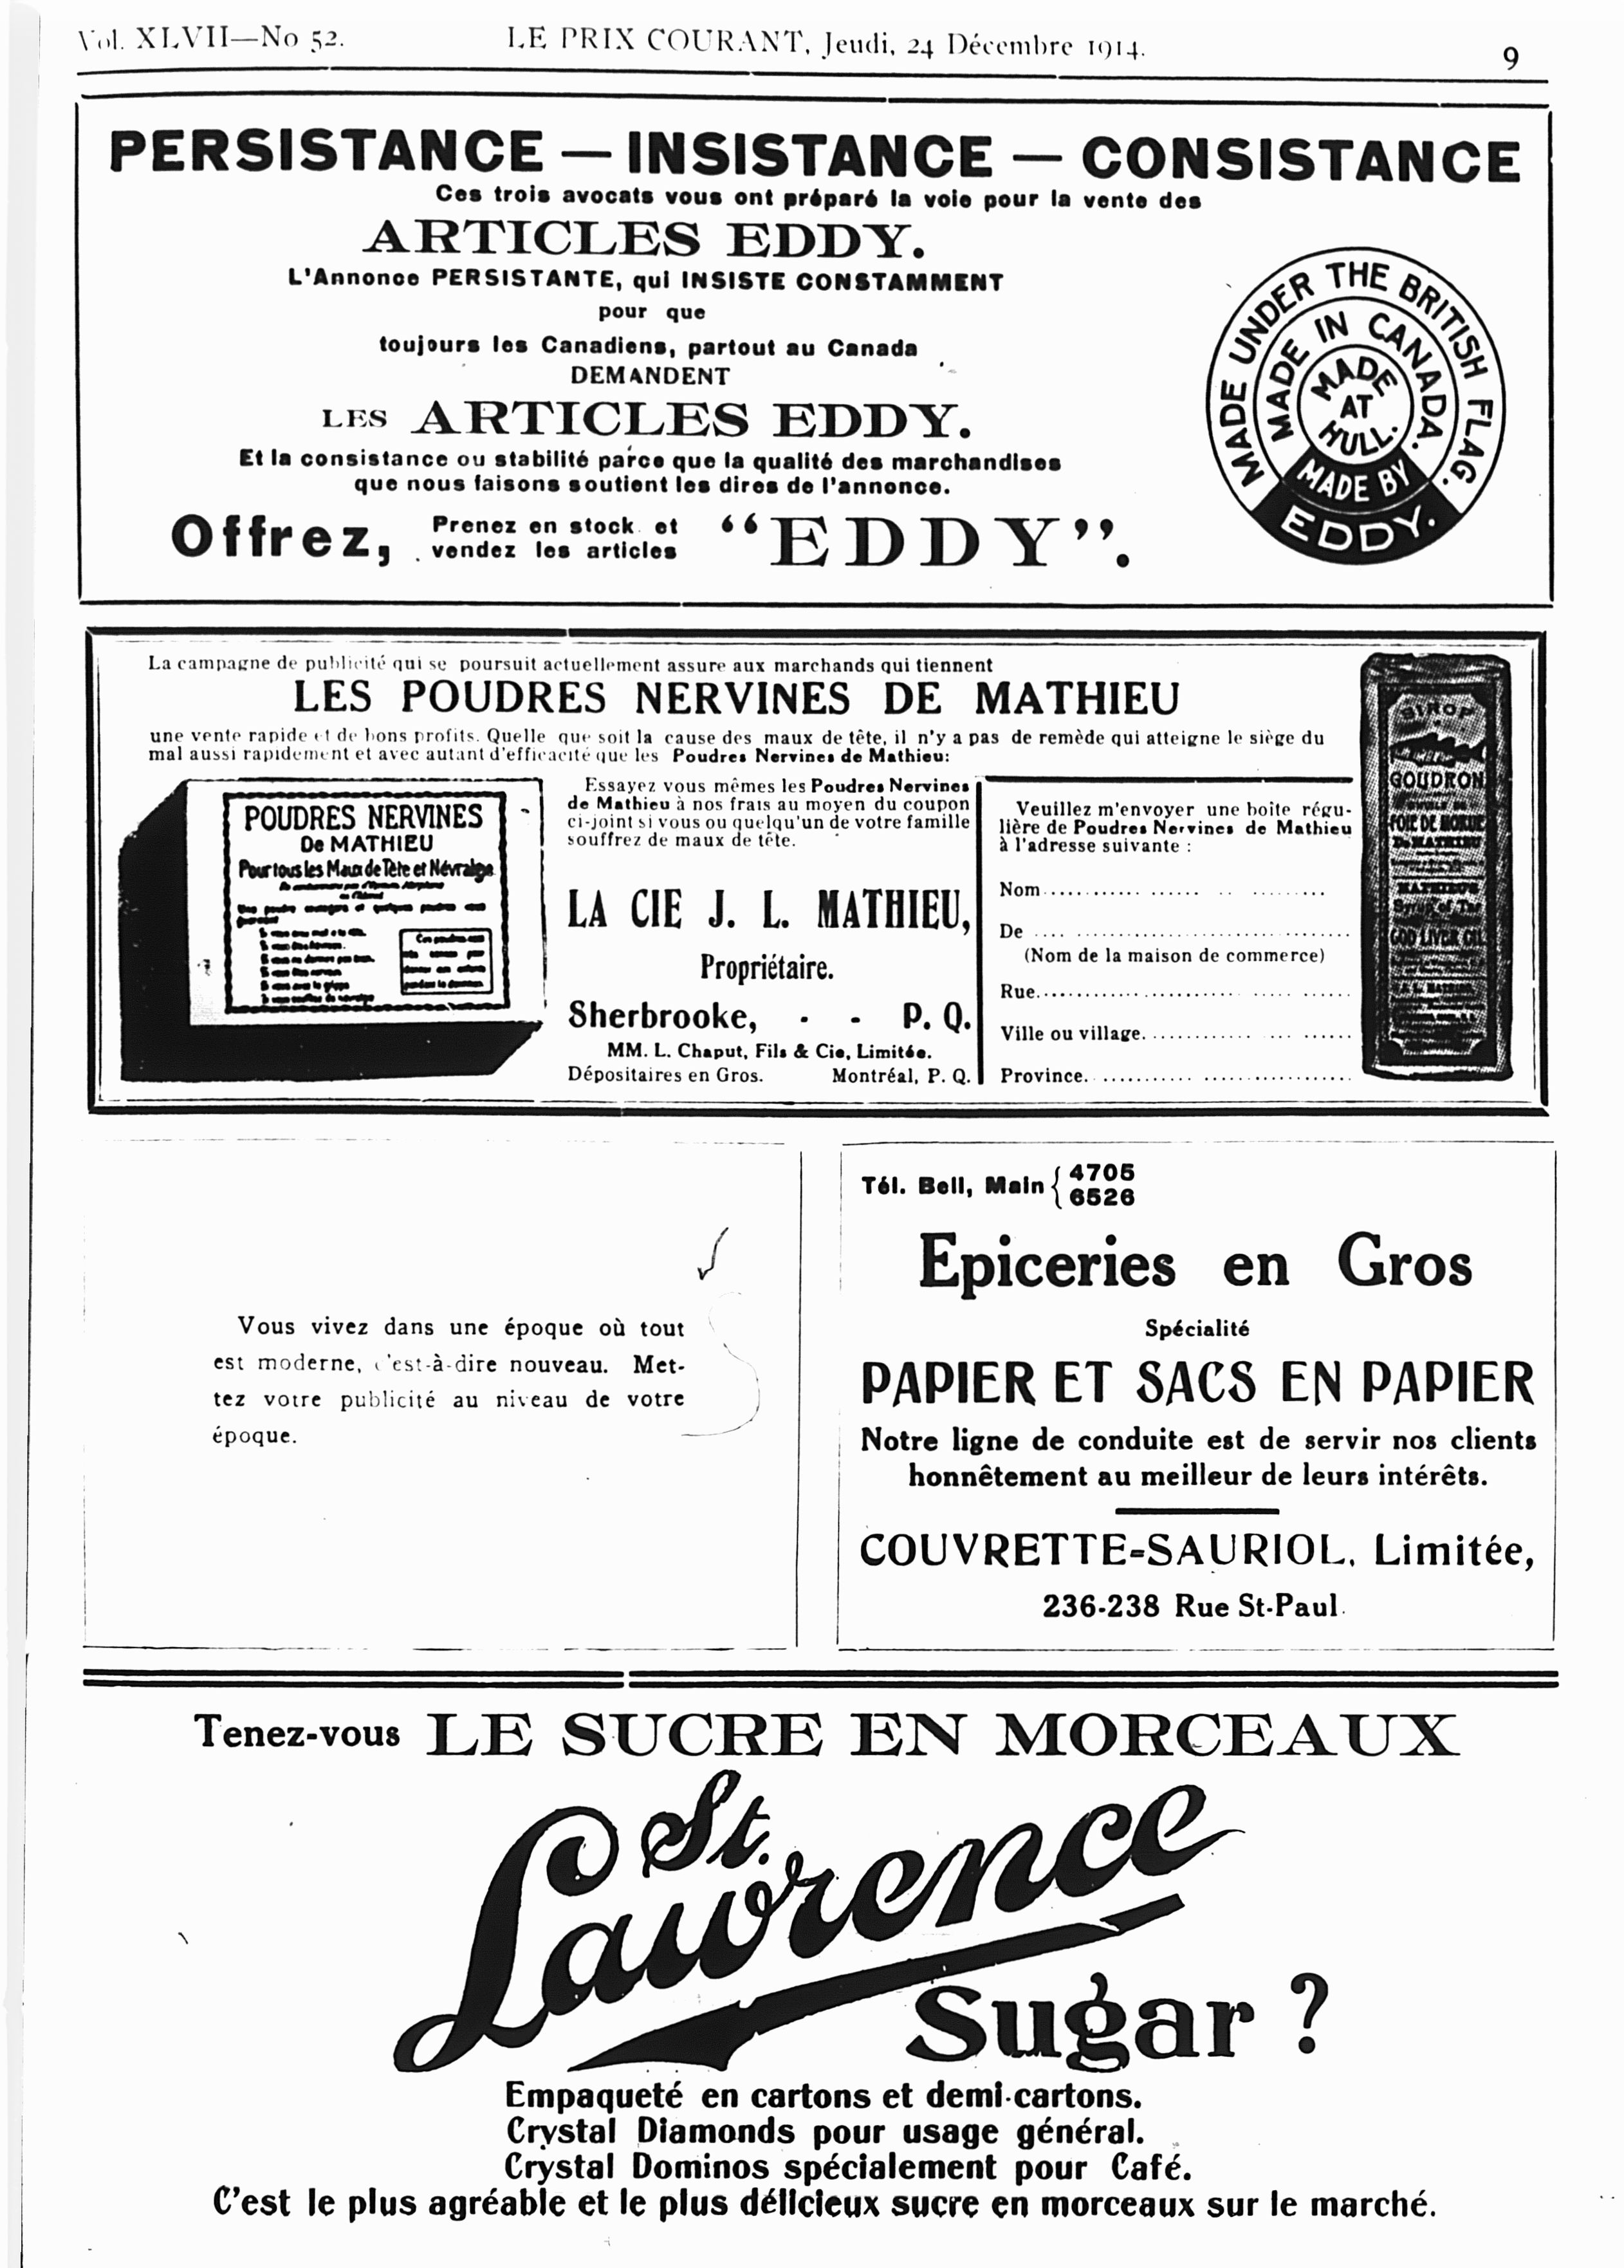 Vol. XLVII—No 52. LE PRIX COURANT, Jeudi, 24 Décembre 1914. 9
PERSISTANCE — INSISTANCE — CONSISTANCE
Ces trois avocats vous ont préparé la voie pour la vente des
ARTICLES EDDY.
L'Annonce PERSISTANTE, qui INSISTE CONSTAMMENT
pour que
toujours les Canadiens, partout au Canada
DEMANDENT
LES ARTICLES EDDY.
Et la consistance ou stabilité parce que la qualité des marchandises
que nous faisons soutient les dires de l'annonce.
Offrez, Prenez en stock et
vendez les articles
“EDDY”.
MADE UNDER THE BRITISH FLAG.
MADE IN CANADA.
MADE
AT
HULL.
MADE BY
EDDY.
La campagne de publicité qui se poursuit actuellement assure aux marchands qui tiennent
LES POUDRES NERVINES DE MATHIEU
une vente rapide et de bons profits. Quelle que soit la cause des maux de tête, il n'y a pas de remède qui atteigne le siège du
mal aussi rapidement et avec autant d'efficacité que les Poudres Nervines de Mathieu:
POUDRES NERVINES
De MATHIEU
Pour tous les Maux de Tête et Névralgie
Essayez vous mêmes les Poudres Nervines
de Mathieu à nos frais au moyen du coupon
ci-joint si vous ou quelqu'un de votre famille
souffrez de maux de tête.
LA CIE J. L. MATHIEU,
Propriétaire.
Sherbrooke, - - P. Q.
MM. L. Chaput, Fils & Cie, Limitée.
Dépositaires en Gros. Montréal, P. Q.
Veuillez m'envoyer une boite régu-
lière de Poudres Nervines de Mathieu
à l'adresse suivante :
Nom
De
(Nom de la maison de commerce)
Rue
Ville ou village
Province
SIROP
GOUDRON
FOIE DE MORUE
De MATHIEU
MATHIEU'S
Syrup of Tar
COD LIVER OIL
Vous vivez dans une époque où tout
est moderne, c'est-à-dire nouveau. Met-
tez votre publicité au niveau de votre
époque.
Tél. Bell, Main { 4705
6526
Epiceries en Gros
Spécialité
PAPIER ET SACS EN PAPIER
Notre ligne de conduite est de servir nos clients
honnêtement au meilleur de leurs intérêts.
COUVRETTE-SAURIOL, Limitée,
236-238 Rue St-Paul.
Tenez-vous LE SUCRE EN MORCEAUX
St.
Lawrence
Sugar ?
Empaqueté en cartons et demi-cartons.
Crystal Diamonds pour usage général.
Crystal Dominos spécialement pour Café.
C'est le plus agréable et le plus délicieux sucre en morceaux sur le marché.